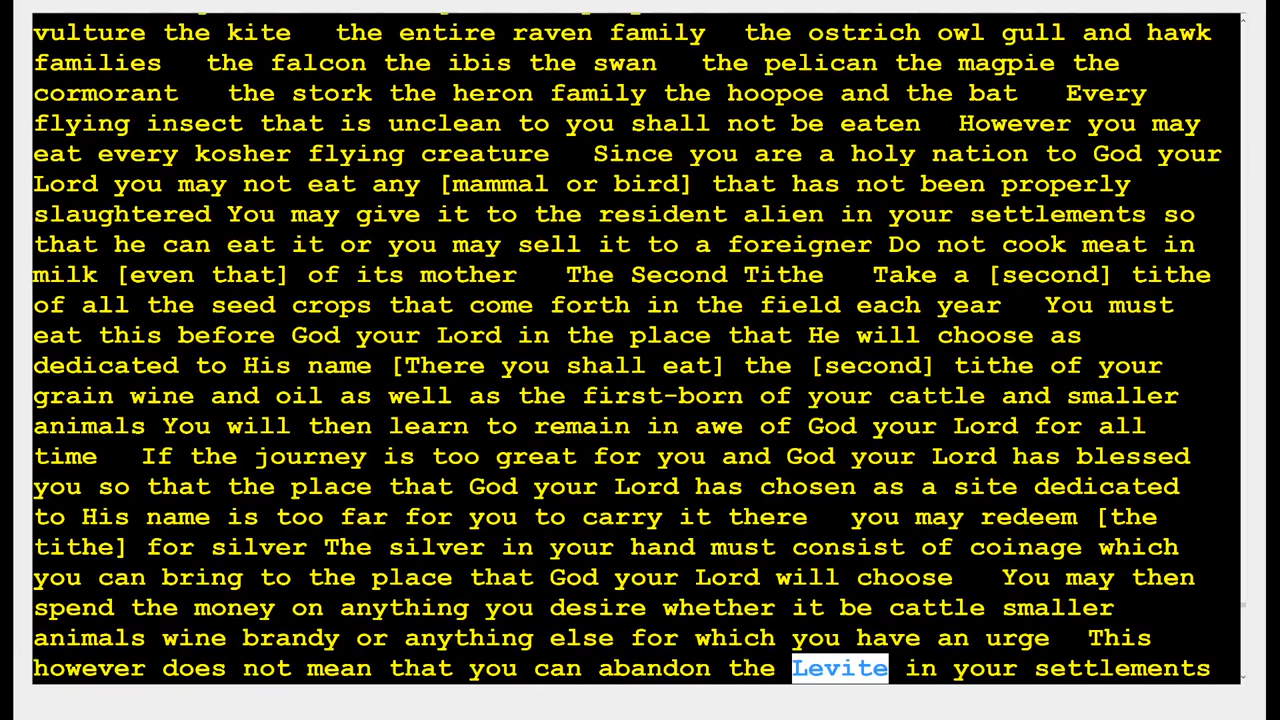 vulture the kite the entire raven family the ostrich owl gull and hawk
families the falcon the ibis the swan the pelican the magpie the
cormorant the stork the heron family the hoopoe and the bat Every
flying insect that is unclean to you shall not be eaten However you may
eat every kosher flying creature Since you are a holy nation to God your
Lord you may not eat any [mammal or bird] that has not been properly
slaughtered You may give it to the resident alien in your settlements so
that he can eat it or you may sell it to a foreigner Do not cook meat in
milk [even that] of its mother The Second Tithe Take a [second] tithe
of all the seed crops that come forth in the field each year You must
eat this before God your Lord in the place that He will choose as
dedicated to His name [There you shall eat] the [second] tithe of your
grain wine and oil as well as the first-born of your cattle and smaller
animals You will then learn to remain in awe of God your Lord for all
time If the journey is too great for you and God your Lord has blessed
you so that the place that God your Lord has chosen as a site dedicated
to His name is too far for you to carry it there you may redeem [the
tithe] for silver The silver in your hand must consist of coinage which
you can bring to the place that God your Lord will choose You may then
spend the money on anything you desire whether it be cattle smaller
animals wine brandy or anything else for which you have an urge This
however does not mean that you can abandon the Levite in your settlements